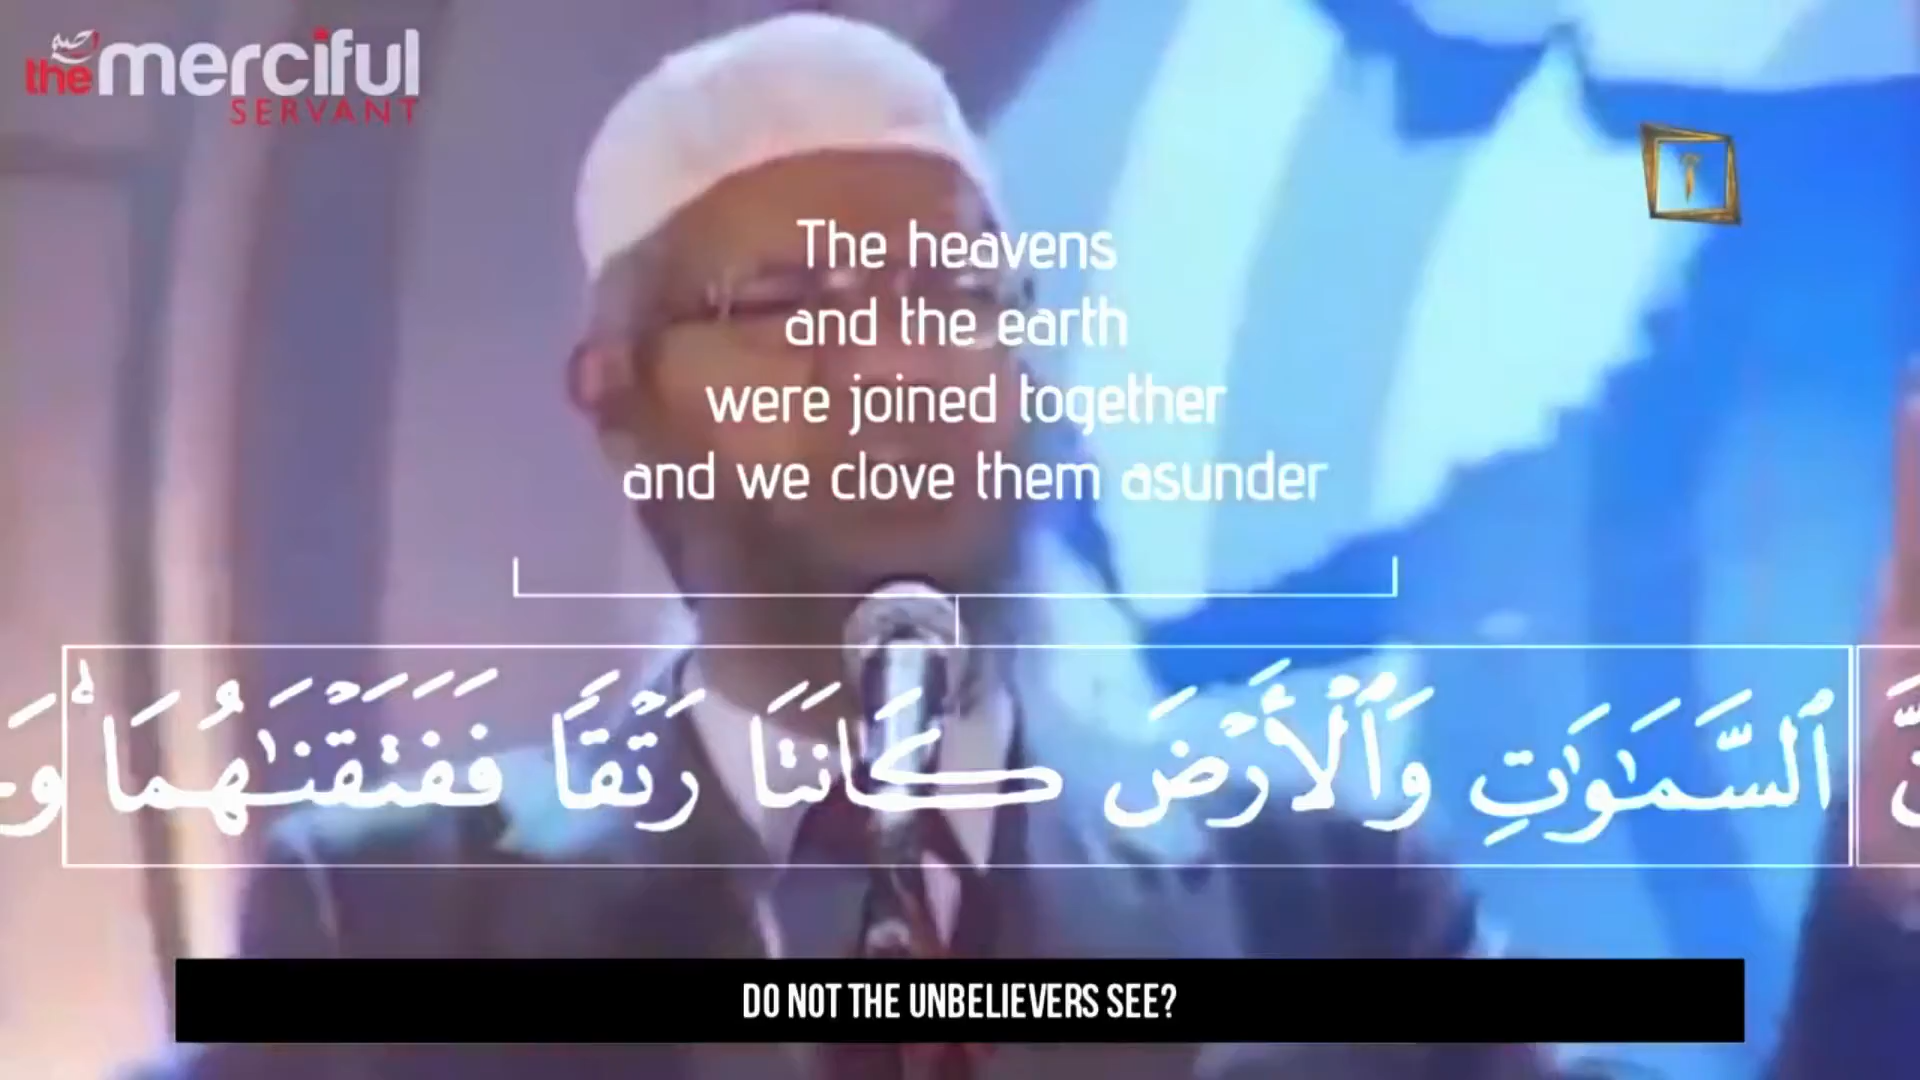 the merciful
SERVANT
The heavens
and the earth
were joined together
and we clove them asunder
ٱلسَّمَـٰوَٰتِ وَٱلْأَرْضَ كَانَتَا رَتْقًا فَفَتَقْنَـٰهُمَا ۖ
DO NOT THE UNBELIEVERS SEE?